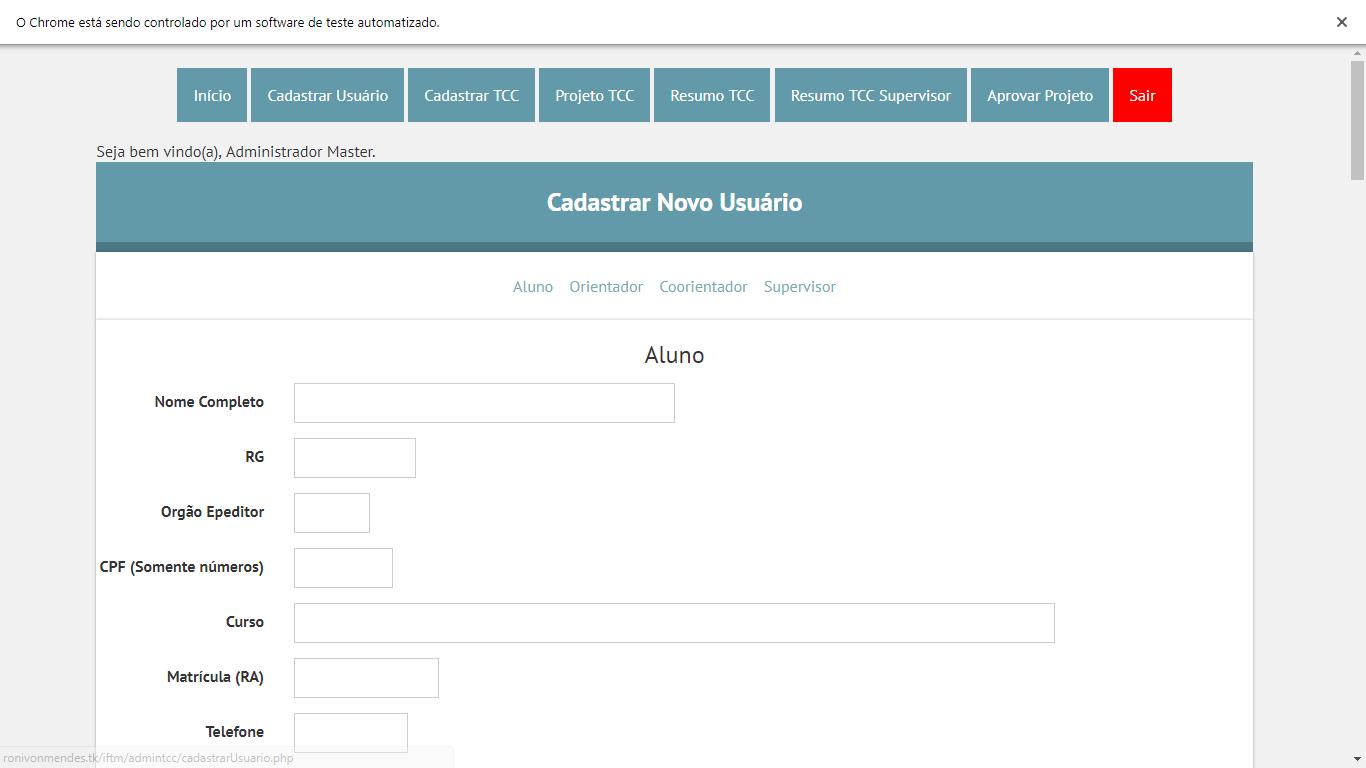 O Chrome está sendo controlado por um software de teste automatizado.
Início Cadastrar Usuário Cadastrar TCC Projeto TCC Resumo TCC Resumo TCC Supervisor Aprovar Projeto Sair
Seja bem vindo(a), Administrador Master.
Cadastrar Novo Usuário
Aluno Orientador Coorientador Supervisor
Aluno
Nome Completo
RG
Orgão Epeditor
CPF (Somente números)
Curso
Matrícula (RA)
Telefone
ronivonmendes.tk/iftm/admintcc/cadastrarUsuario.php